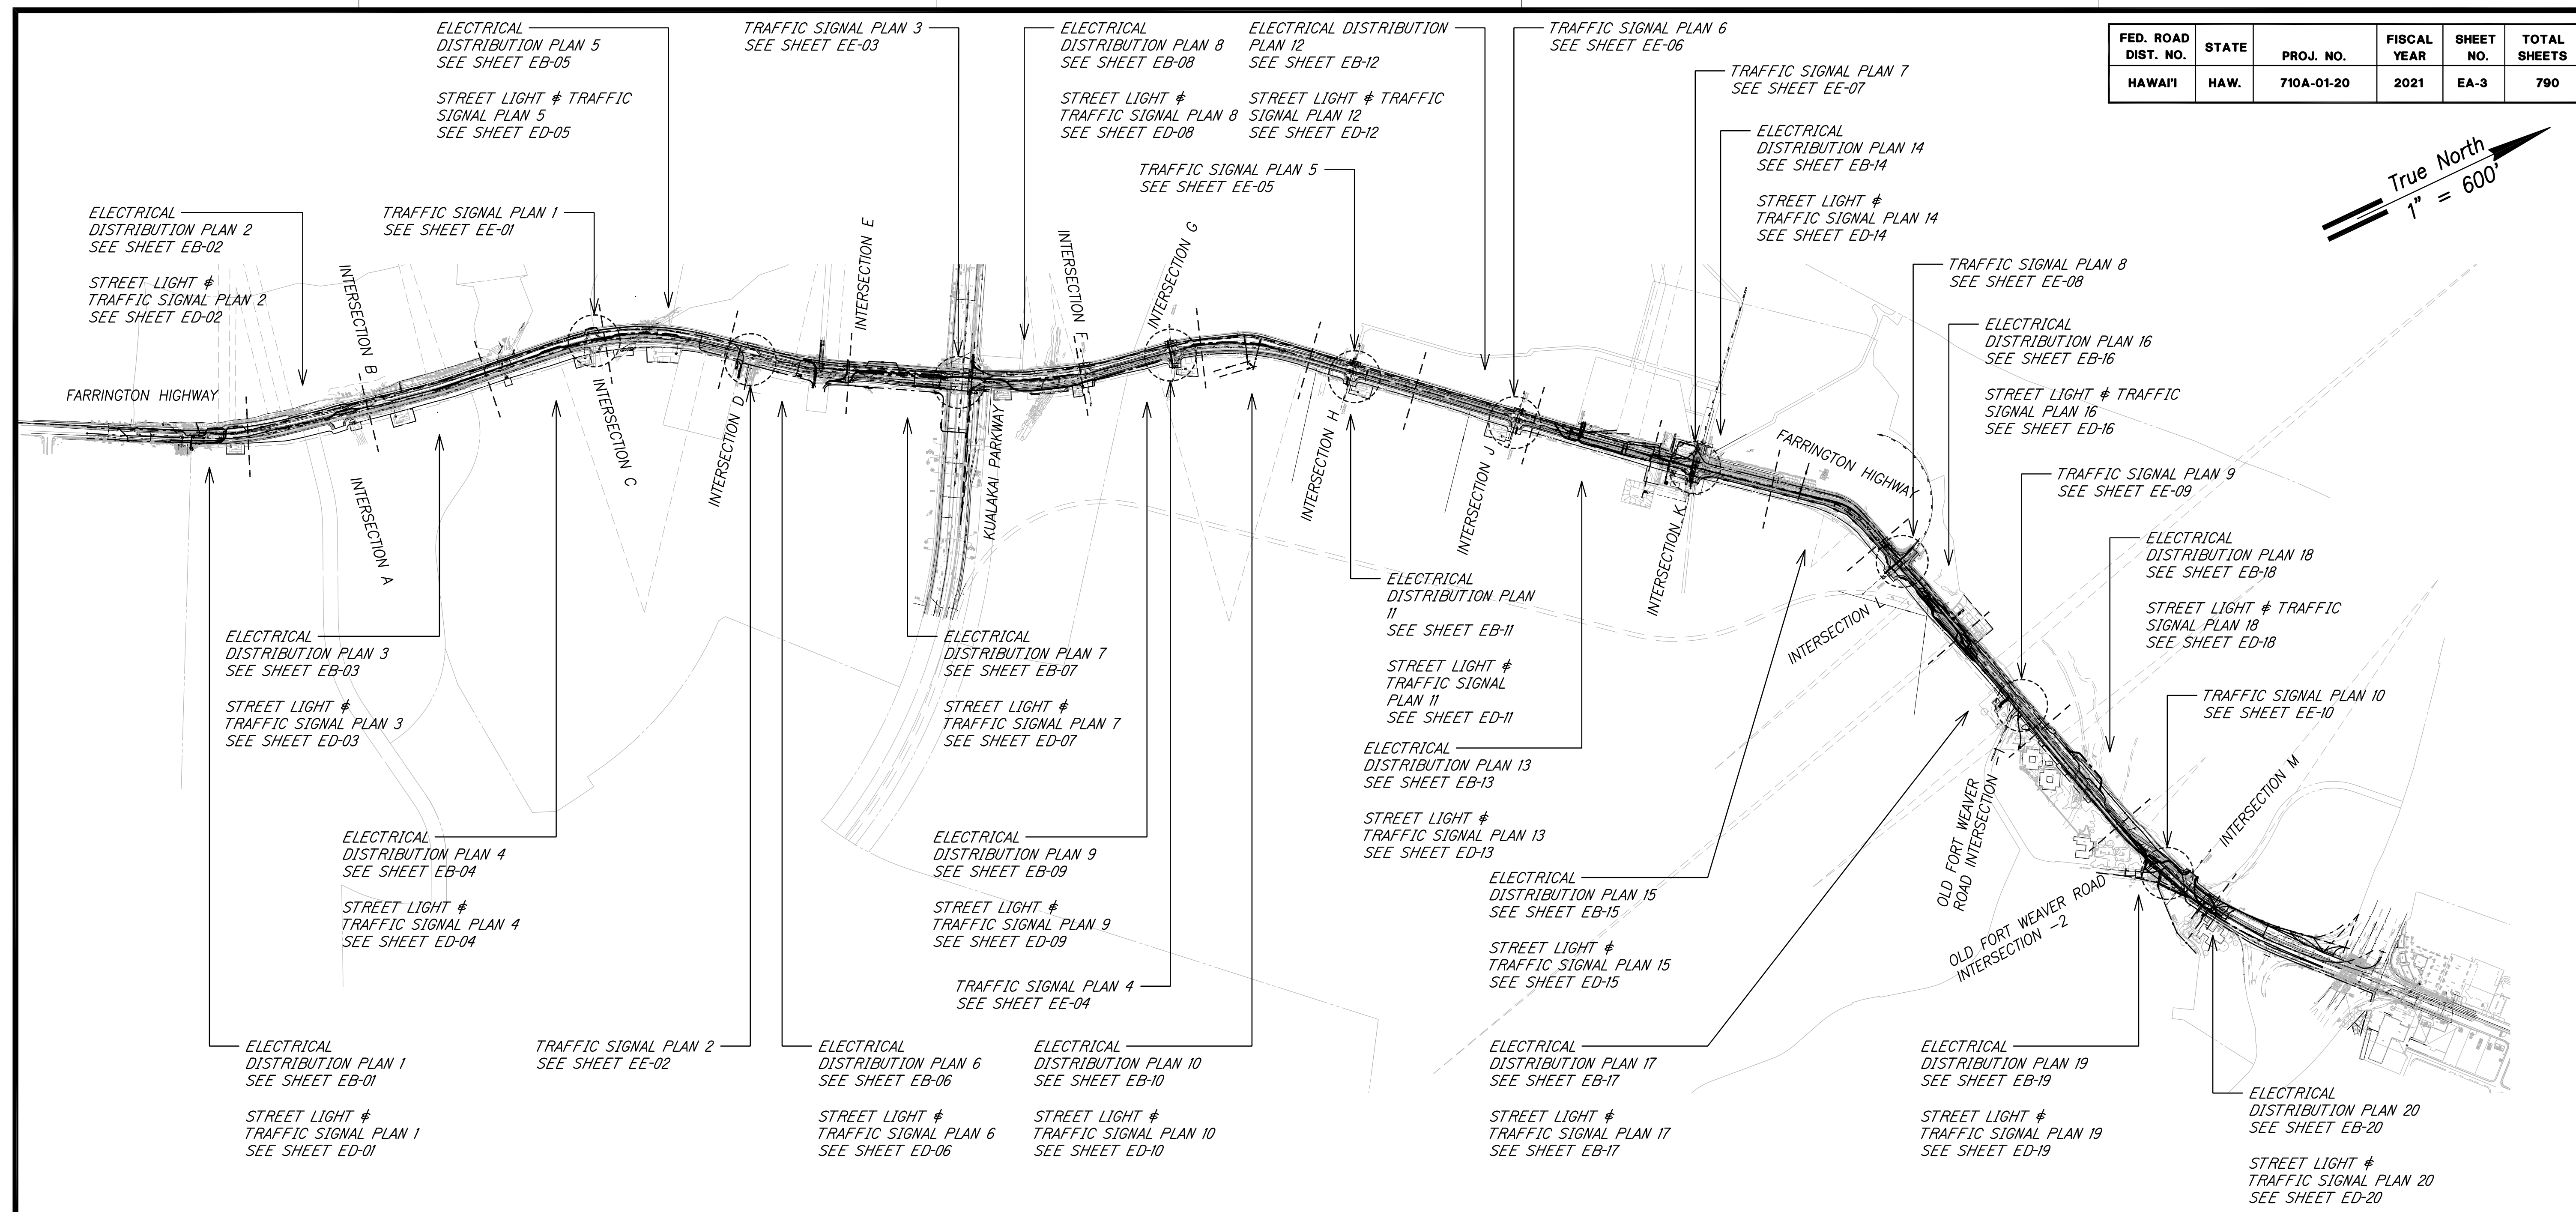 ELECTRICAL
DISTRIBUTION PLAN 5
SEE SHEET EB-05
STREET LIGHT & TRAFFIC
SIGNAL PLAN 5
SEE SHEET ED-05
TRAFFIC SIGNAL PLAN 3
SEE SHEET EE-03
ELECTRICAL
DISTRIBUTION PLAN 8
SEE SHEET EB-08
STREET LIGHT &
TRAFFIC SIGNAL PLAN 8
SEE SHEET ED-08
ELECTRICAL DISTRIBUTION
PLAN 12
SEE SHEET EB-12
STREET LIGHT & TRAFFIC
SIGNAL PLAN 12
SEE SHEET ED-12
TRAFFIC SIGNAL PLAN 6
SEE SHEET EE-06
TRAFFIC SIGNAL PLAN 7
SEE SHEET EE-07
FED. ROAD DIST. NO. STATE PROJ. NO. FISCAL YEAR SHEET NO. TOTAL SHEETS
HAWAI'I HAW. 710A-01-20 2021 EA-3 790
True North
1" = 600'
ELECTRICAL
DISTRIBUTION PLAN 14
SEE SHEET EB-14
STREET LIGHT &
TRAFFIC SIGNAL PLAN 14
SEE SHEET ED-14
TRAFFIC SIGNAL PLAN 5
SEE SHEET EE-05
ELECTRICAL
DISTRIBUTION PLAN 2
SEE SHEET EB-02
STREET LIGHT &
TRAFFIC SIGNAL PLAN 2
SEE SHEET ED-02
TRAFFIC SIGNAL PLAN 1
SEE SHEET EE-01
TRAFFIC SIGNAL PLAN 8
SEE SHEET EE-08
ELECTRICAL
DISTRIBUTION PLAN 16
SEE SHEET EB-16
STREET LIGHT & TRAFFIC
SIGNAL PLAN 16
SEE SHEET ED-16
TRAFFIC SIGNAL PLAN 9
SEE SHEET EE-09
ELECTRICAL
DISTRIBUTION PLAN 18
SEE SHEET EB-18
STREET LIGHT & TRAFFIC
SIGNAL PLAN 18
SEE SHEET ED-18
TRAFFIC SIGNAL PLAN 10
SEE SHEET EE-10
FARRINGTON HIGHWAY
INTERSECTION B
INTERSECTION A
INTERSECTION C
INTERSECTION D
INTERSECTION E
KUALAKAI PARKWAY
INTERSECTION F
INTERSECTION G
INTERSECTION H
INTERSECTION J
INTERSECTION K
FARRINGTON HIGHWAY
INTERSECTION L
OLD FORT WEAVER
ROAD INTERSECTION -1
OLD FORT WEAVER ROAD
INTERSECTION -2
INTERSECTION M
ELECTRICAL
DISTRIBUTION PLAN 3
SEE SHEET EB-03
STREET LIGHT &
TRAFFIC SIGNAL PLAN 3
SEE SHEET ED-03
ELECTRICAL
DISTRIBUTION PLAN 7
SEE SHEET EB-07
STREET LIGHT &
TRAFFIC SIGNAL PLAN 7
SEE SHEET ED-07
ELECTRICAL
DISTRIBUTION PLAN
11
SEE SHEET EB-11
STREET LIGHT &
TRAFFIC SIGNAL
PLAN 11
SEE SHEET ED-11
ELECTRICAL
DISTRIBUTION PLAN 13
SEE SHEET EB-13
STREET LIGHT &
TRAFFIC SIGNAL PLAN 13
SEE SHEET ED-13
ELECTRICAL
DISTRIBUTION PLAN 4
SEE SHEET EB-04
STREET LIGHT &
TRAFFIC SIGNAL PLAN 4
SEE SHEET ED-04
ELECTRICAL
DISTRIBUTION PLAN 9
SEE SHEET EB-09
STREET LIGHT &
TRAFFIC SIGNAL PLAN 9
SEE SHEET ED-09
ELECTRICAL
DISTRIBUTION PLAN 15
SEE SHEET EB-15
STREET LIGHT &
TRAFFIC SIGNAL PLAN 15
SEE SHEET ED-15
TRAFFIC SIGNAL PLAN 4
SEE SHEET EE-04
ELECTRICAL
DISTRIBUTION PLAN 1
SEE SHEET EB-01
STREET LIGHT &
TRAFFIC SIGNAL PLAN 1
SEE SHEET ED-01
TRAFFIC SIGNAL PLAN 2
SEE SHEET EE-02
ELECTRICAL
DISTRIBUTION PLAN 6
SEE SHEET EB-06
STREET LIGHT &
TRAFFIC SIGNAL PLAN 6
SEE SHEET ED-06
ELECTRICAL
DISTRIBUTION PLAN 10
SEE SHEET EB-10
STREET LIGHT &
TRAFFIC SIGNAL PLAN 10
SEE SHEET ED-10
ELECTRICAL
DISTRIBUTION PLAN 17
SEE SHEET EB-17
STREET LIGHT &
TRAFFIC SIGNAL PLAN 17
SEE SHEET EB-17
ELECTRICAL
DISTRIBUTION PLAN 19
SEE SHEET EB-19
STREET LIGHT &
TRAFFIC SIGNAL PLAN 19
SEE SHEET ED-19
ELECTRICAL
DISTRIBUTION PLAN 20
SEE SHEET EB-20
STREET LIGHT &
TRAFFIC SIGNAL PLAN 20
SEE SHEET ED-20